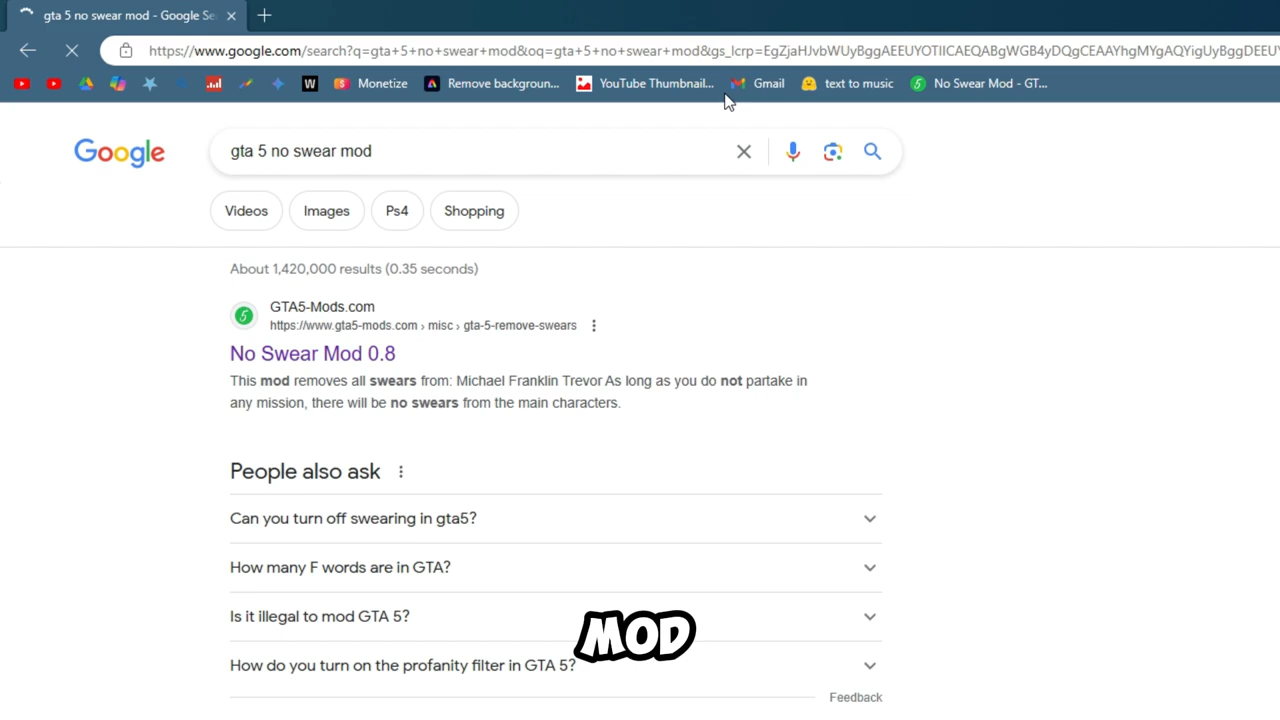 gta 5 no swear mod - Google Se
https://www.google.com/search?q=gta+5+no+swear+mod&oq=gta+5+no+swear+mod&gs_lcrp=EgZjaHJvbWUyBggAEEUYOTIICAEQABgWGB4yDQgCEAAYhgMYgAQYigUyBggDEEUY
W
Monetize
Remove backgroun...
YouTube Thumbnail...
Gmail
text to music
No Swear Mod - GT...
Google
gta 5 no swear mod
Videos
Images
Ps4
Shopping
About 1,420,000 results (0.35 seconds)
GTA5-Mods.com
https://www.gta5-mods.com › misc › gta-5-remove-swears
No Swear Mod 0.8
This mod removes all swears from: Michael Franklin Trevor As long as you do not partake in
any mission, there will be no swears from the main characters.
People also ask
Can you turn off swearing in gta5?
How many F words are in GTA?
Is it illegal to mod GTA 5?
MOD
How do you turn on the profanity filter in GTA 5?
Feedback